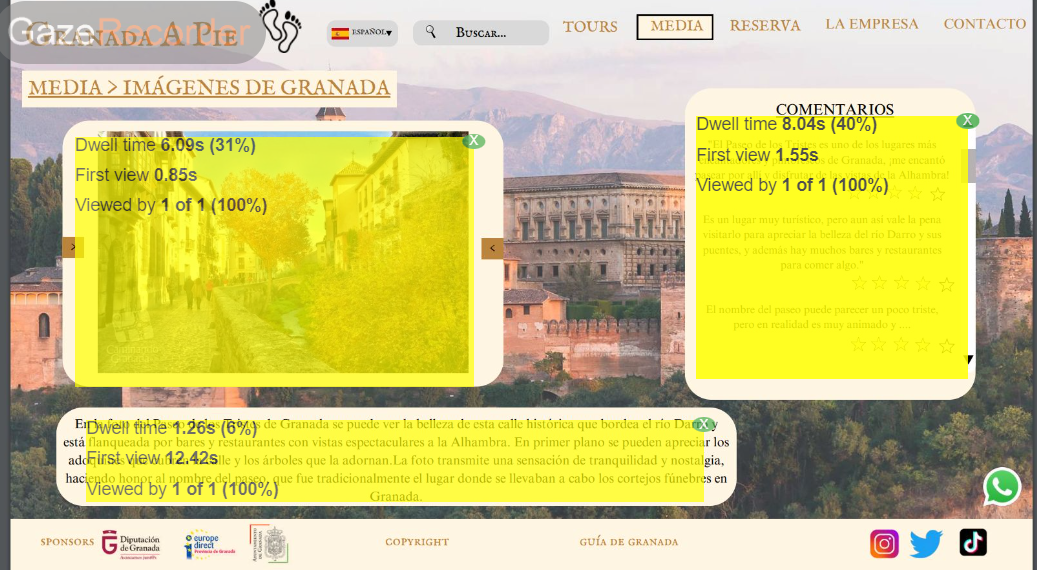 GazeRecorder
GRANADA A PIE
ESPAÑOL
BUSCAR...
TOURS
MEDIA
RESERVA
LA EMPRESA
CONTACTO
MEDIA > IMÁGENES DE GRANADA
Dwell time 6.09s (31%)
First view 0.85s
Viewed by 1 of 1 (100%)
X
>
<
COMENTARIOS
X
Dwell time 8.04s (40%)
"El Paseo de los Tristes es uno de los lugares más
First view 1.55s
de Granada, ¡me encantó
pasear por allí y disfrutar de las vistas de la Alhambra!
Viewed by 1 of 1 (100%)
Es un lugar muy turístico, pero aun así vale la pena
visitarlo para apreciar la belleza del río Darro y sus
puentes, y además hay muchos bares y restaurantes
para comer algo."
El nombre del paseo puede parecer un poco triste,
pero en realidad es muy animado y ....
X
Dwell time 1.26s (6%)
de Granada se puede ver la belleza de esta calle histórica que bordea el río Darro y
está flanqueada por bares y restaurantes con vistas espectaculares a la Alhambra. En primer plano se pueden apreciar los
First view 12.42s
calle y los árboles que la adornan.La foto transmite una sensación de tranquilidad y nostalgia,
haciendo honor al nombre del paseo, que fue tradicionalmente el lugar donde se llevaban a cabo los cortejos fúnebres en
Viewed by 1 of 1 (100%)
Granada.
SPONSORS
Diputación
de Granada
europe
direct
Provincia de Granada
AYUNTAMIENTO
DE GRANADA
COPYRIGHT
GUÍA DE GRANADA